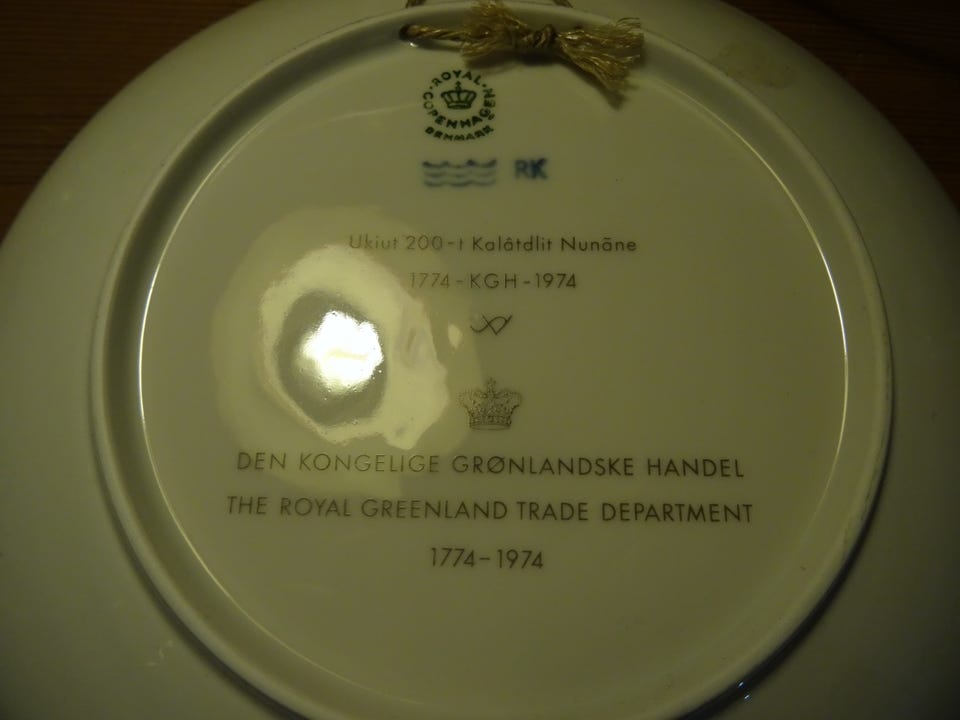 ROYAL COPENHAGEN
DENMARK
RK
Ukiut 200-t Kalâtdlit Nunãne
1774-KGH-1974
DEN KONGELIGE GRØNLANDSKE HANDEL
THE ROYAL GREENLAND TRADE DEPARTMENT
1774-1974